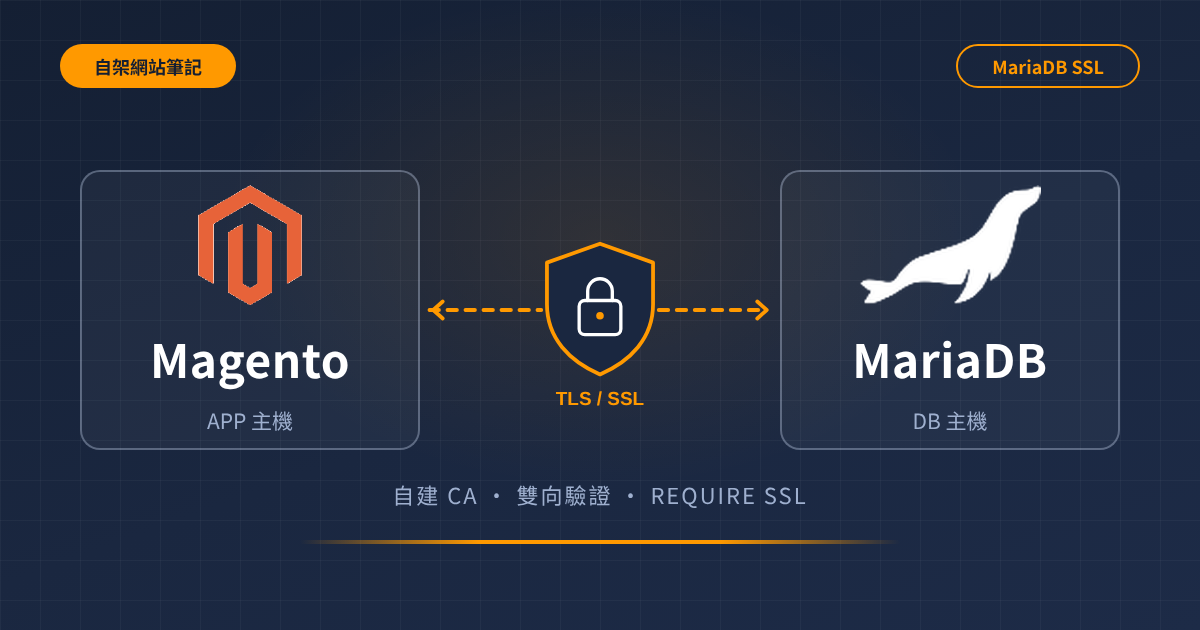 自架網站筆記
MariaDB SSL
Magento
APP 主機
TLS / SSL
MariaDB
DB 主機
自建 CA · 雙向驗證 · REQUIRE SSL